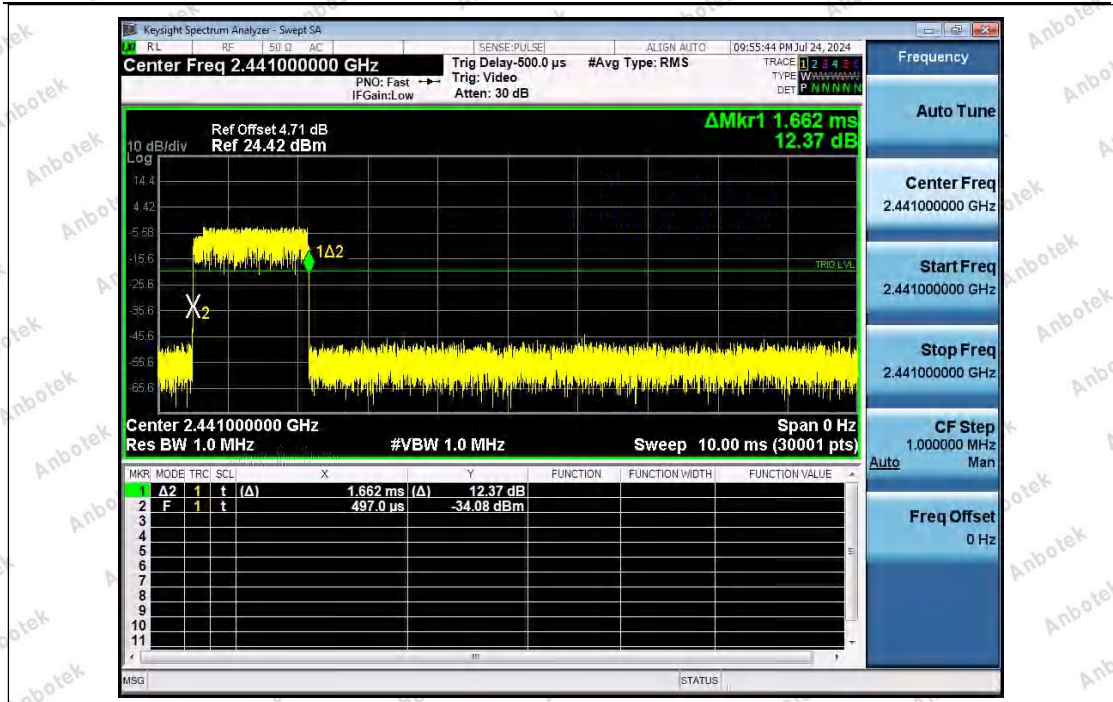 Keysight Spectrum Analyzer - Swept SA
RL RF 50 Ω AC SENSE:PULSE ALIGN AUTO 09:55:44 PM Jul 24, 2024
Center Freq 2.441000000 GHz
PNO: Fast
IFGain:Low
Trig Delay-500.0 µs
Trig: Video
Atten: 30 dB
#Avg Type: RMS
TRACE 1 2 3 4 5 6
TYPE
DET P N N N N N
ΔMkr1 1.662 ms
12.37 dB
Ref Offset 4.71 dB
10 dB/div Ref 24.42 dBm
Log
14.4
4.42
-5.58
-15.6
-25.6
-35.6
-45.6
-55.6
-65.6
1Δ2
TRIG LVL
X2
Center 2.441000000 GHz Span 0 Hz
Res BW 1.0 MHz #VBW 1.0 MHz Sweep 10.00 ms (30001 pts)
MKR MODE TRC SCL X Y FUNCTION FUNCTION WIDTH FUNCTION VALUE
1 Δ2 1 t (Δ) 1.662 ms (Δ) 12.37 dB
2 F 1 t 497.0 µs -34.08 dBm
3
4
5
6
7
8
9
10
11
MSG STATUS
Frequency
Auto Tune
Center Freq
2.441000000 GHz
Start Freq
2.441000000 GHz
Stop Freq
2.441000000 GHz
CF Step
1.000000 MHz
Auto Man
Freq Offset
0 Hz
Anbotek